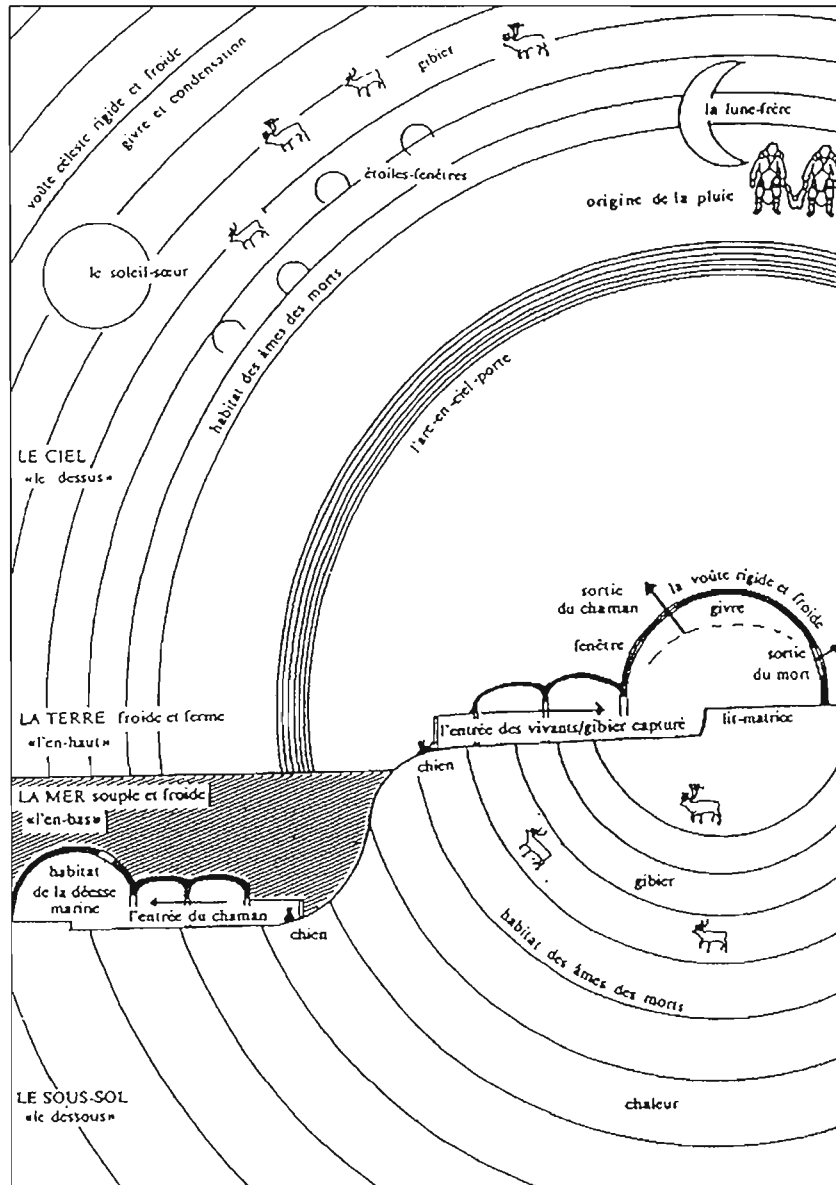 voûte céleste rigide et froide
givre et condensation
gibier
la lune-frère
étoiles-fenêtres
origine de la pluie
le soleil-sœur
habitat des âmes des morts
l'arc-en-ciel-porte
LE CIEL
«le dessus»
la voûte rigide et froide
sortie
du chaman
givre
fenêtre
sortie
du mort
LA TERRE froide et ferme
«l'en-haut»
l'entrée des vivants/gibier capturé
lit-matrice
chien
LA MER souple et froide
«l'en-bas»
habitat
de la déesse
marine
l'entrée du chaman
chien
gibier
habitat des âmes des morts
LE SOUS-SOL
«le dessous»
chaleur